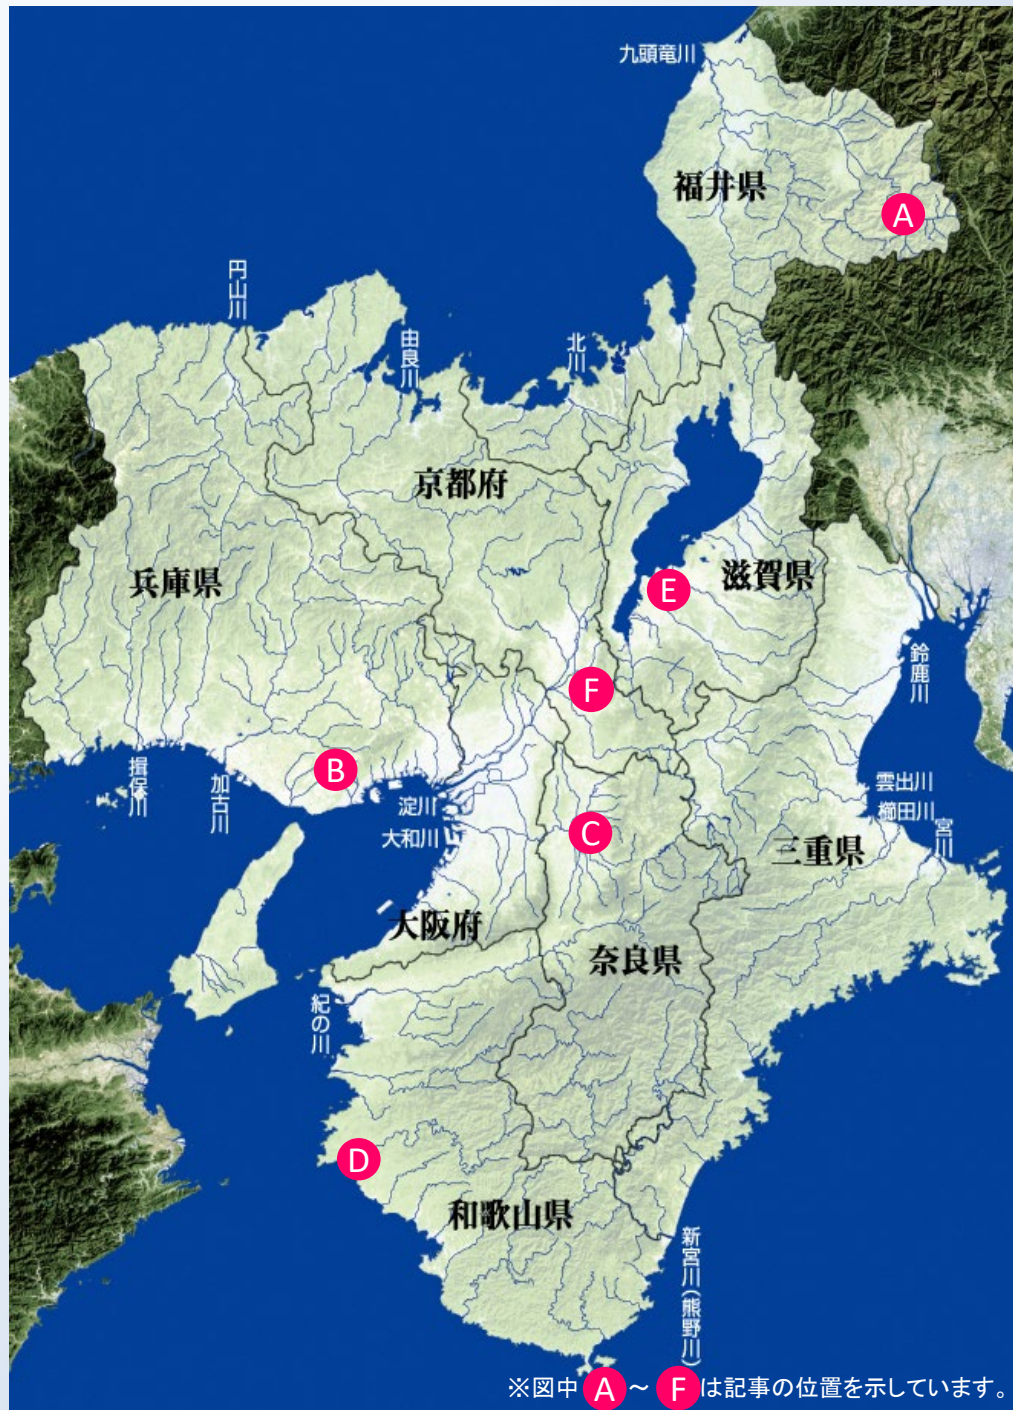 九頭竜川
福井県
A
円山川
由良川
北川
京都府
兵庫県
滋賀県
E
鈴鹿川
F
B
揖保川
加古川
淀川
大和川
雲出川
櫛田川
宮川
C
三重県
大阪府
奈良県
紀の川
D
和歌山県
新宮川(熊野川)
※図中 A ~ F は記事の位置を示しています。